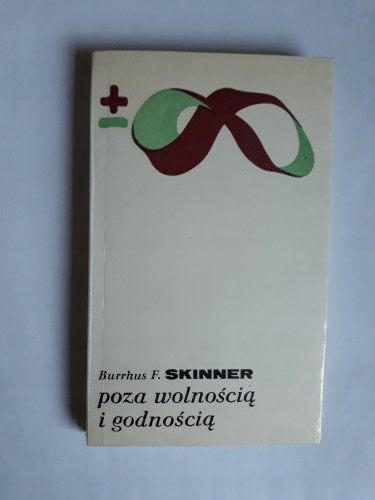 ±
Burrhus F. SKINNER
poza wolnością
i godnością